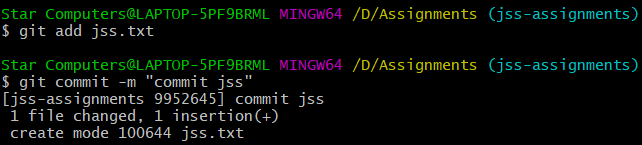 Star Computers@LAPTOP-5PF9BRML MINGW64 /D/Assignments (jss-assignments)
$ git add jss.txt
Star Computers@LAPTOP-5PF9BRML MINGW64 /D/Assignments (jss-assignments)
$ git commit -m "commit jss"
[jss-assignments 9952645] commit jss
 1 file changed, 1 insertion(+)
 create mode 100644 jss.txt